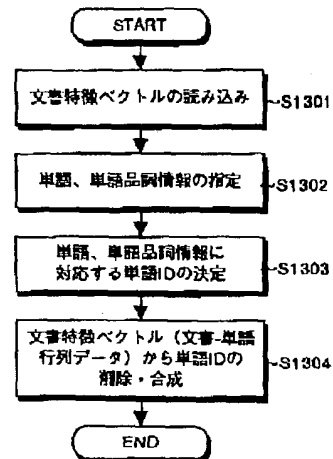 START
文書特徴ベクトルの読み込み
S1301
単語、単語品詞情報の指定
S1302
単語、単語品詞情報に
対応する単語IDの決定
S1303
文書特徴ベクトル（文書-単語
行列データ）から単語IDの
削除・合成
S1304
END